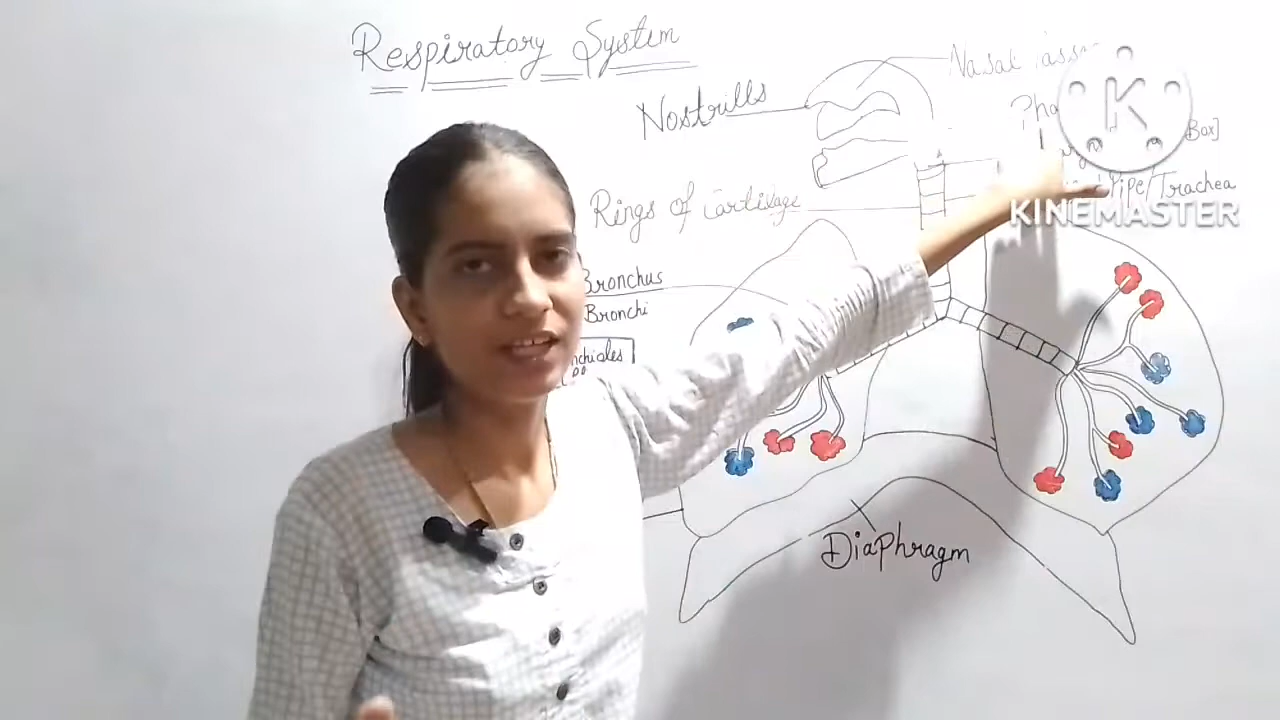 Respiratory System
Nasal
Nostrills
Box]
Pipe/Trachea
Rings of Cartilage
KINEMASTER
Bronchus
Bronchi
Diaphragm